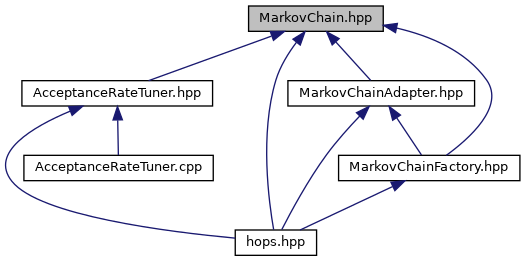 MarkovChain.hpp
AcceptanceRateTuner.hpp
MarkovChainAdapter.hpp
AcceptanceRateTuner.cpp
MarkovChainFactory.hpp
hops.hpp